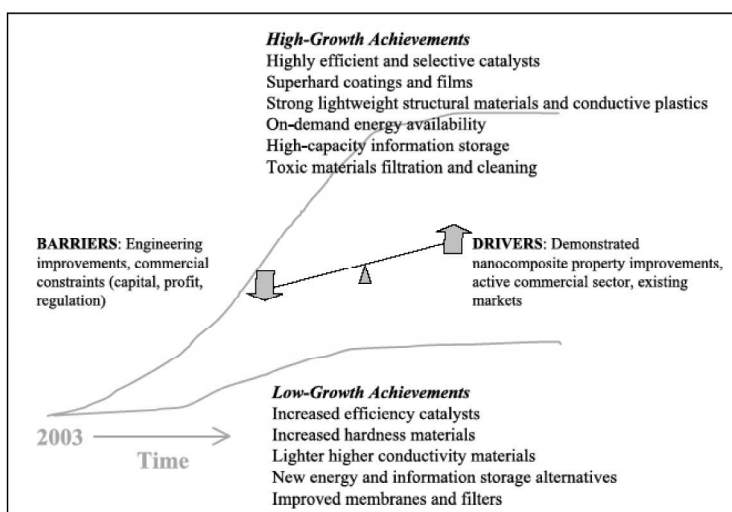 High-Growth Achievements
Highly efficient and selective catalysts
Superhard coatings and films
Strong lightweight structural materials and conductive plastics
On-demand energy availability
High-capacity information storage
Toxic materials filtration and cleaning
BARRIERS: Engineering
improvements, commercial
constraints (capital, profit,
regulation)
DRIVERS: Demonstrated
nanocomposite property improvements,
active commercial sector, existing
markets
Low-Growth Achievements
Increased efficiency catalysts
Increased hardness materials
Lighter higher conductivity materials
New energy and information storage alternatives
Improved membranes and filters
2003
Time